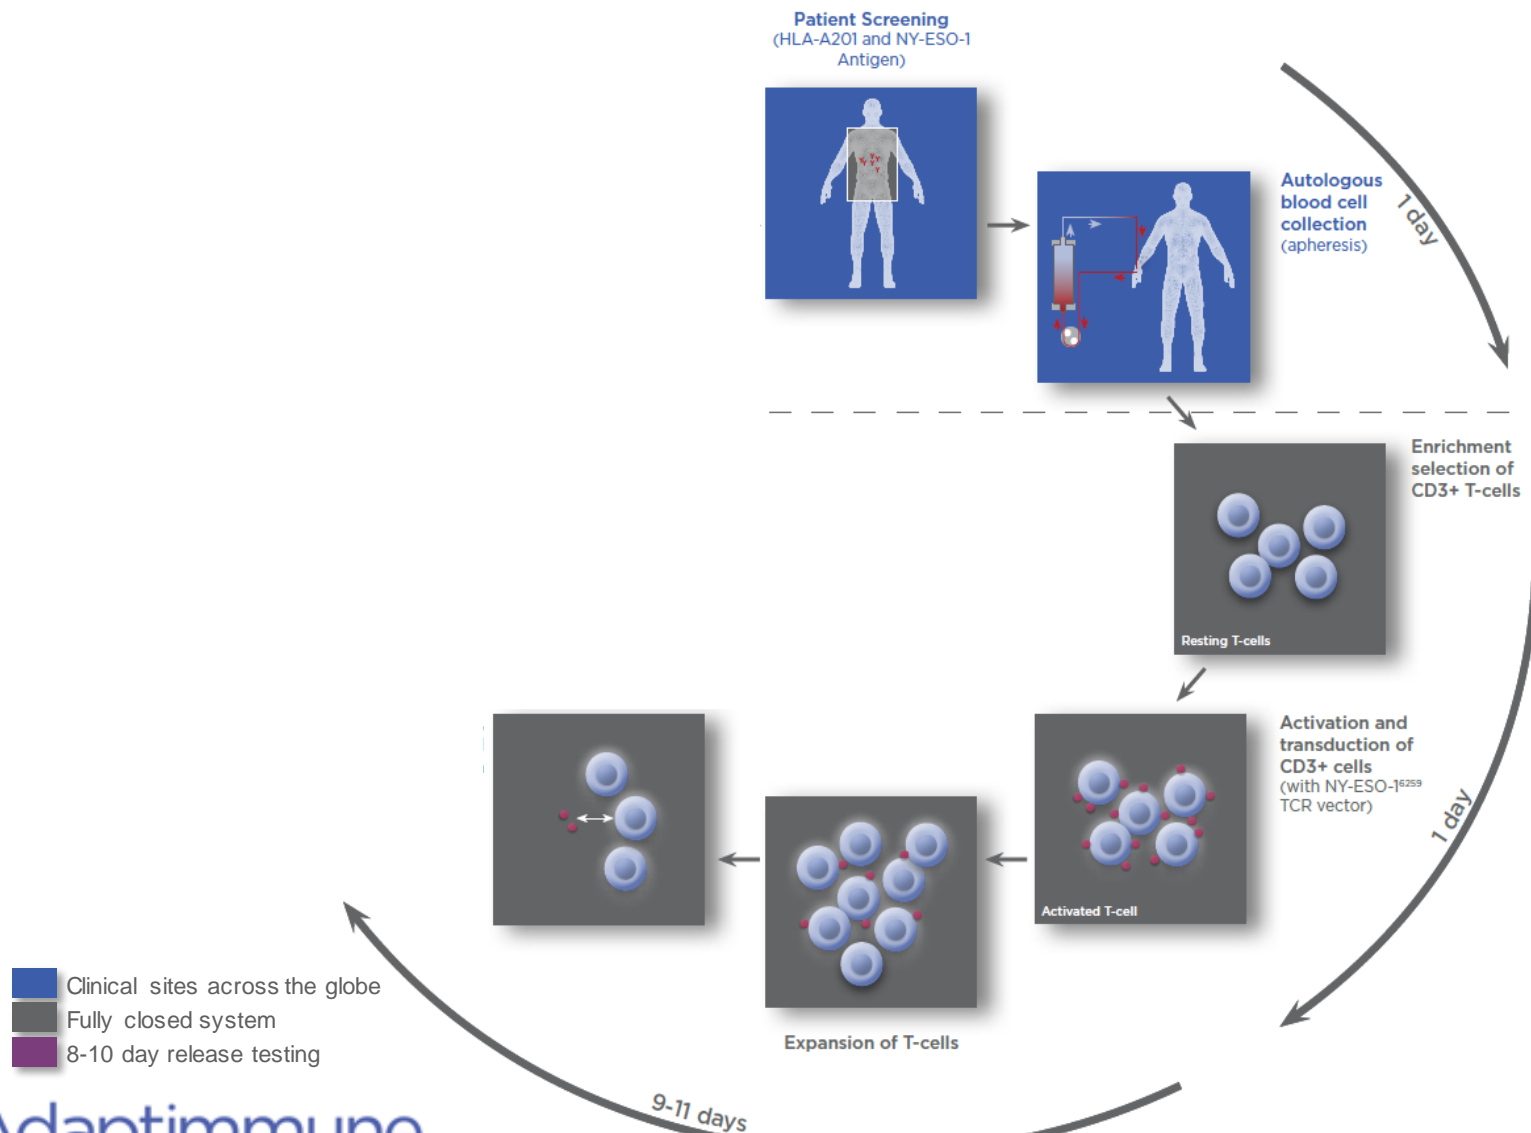 Patient Screening
(HLA-A201 and NY-ESO-1
Antigen)
Autologous
blood cell
collection
(apheresis)
1 day
Enrichment
selection of
CD3+ T-cells
Resting T-cells
Activation and
transduction of
CD3+ cells
(with NY-ESO-1⁶²⁵⁹
TCR vector)
Activated T-cell
1 day
Expansion of T-cells
9-11 days
Clinical sites across the globe
Fully closed system
8-10 day release testing
Adaptimmune